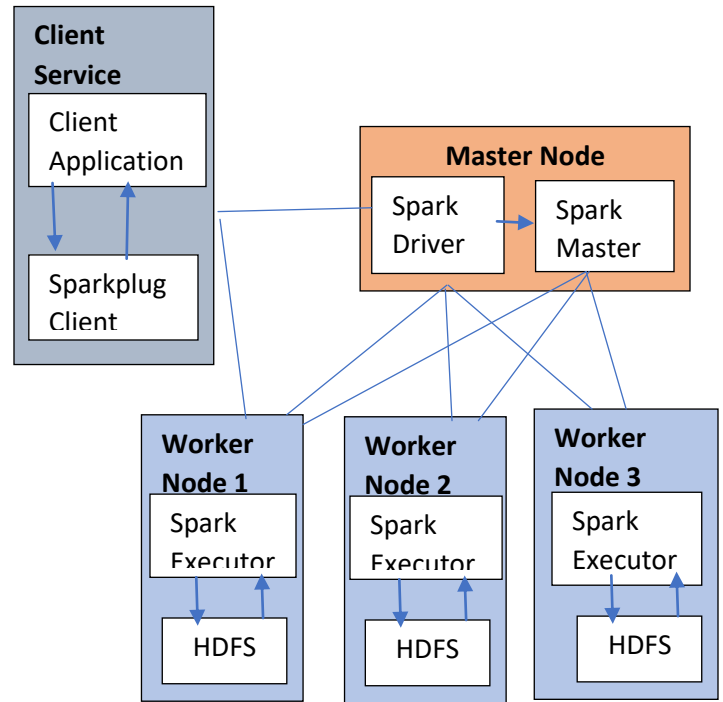 Client
Service
Client
Application
Sparkplug
Client
Master Node
Spark
Driver
Spark
Master
Worker
Node 1
Spark
Executor
HDFS
Worker
Node 2
Spark
Executor
HDFS
Worker
Node 3
Spark
Executor
HDFS